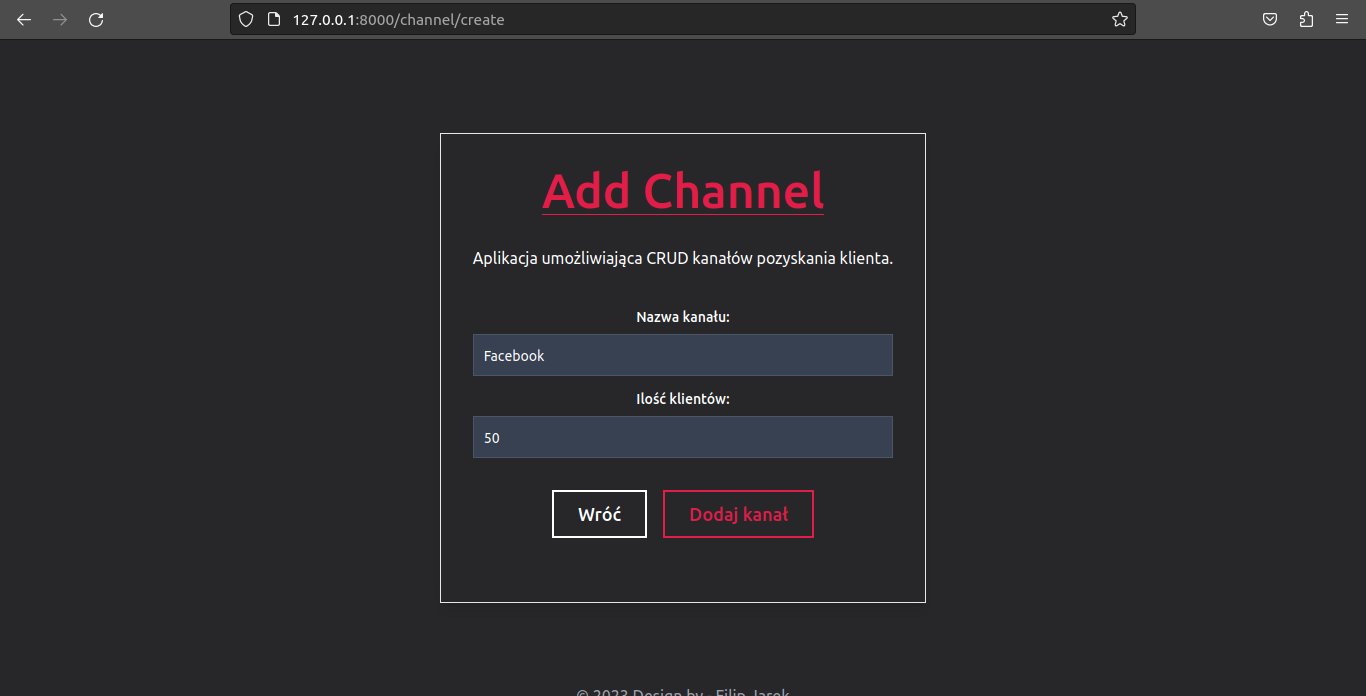 127.0.0.1:8000/channel/create
Add Channel
Aplikacja umożliwiająca CRUD kanałów pozyskania klienta.
Nazwa kanału:
Facebook
Ilość klientów:
50
Wróć Dodaj kanał
© 2023 Design by - Filip Jarek